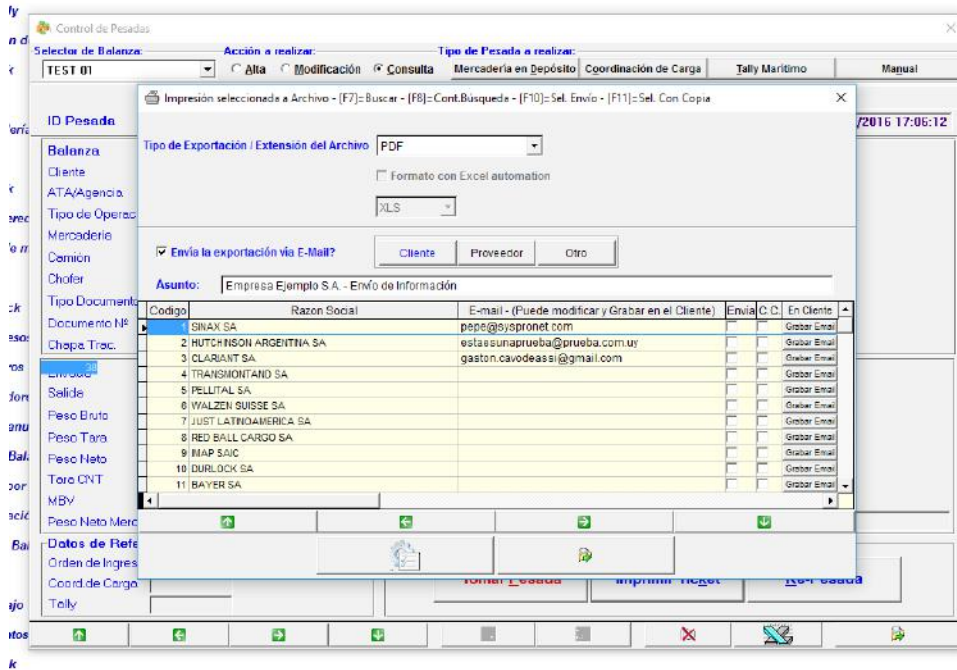 Control de Pesadas
Selector de Balanza: Acción a realizar: Tipo de Pesada a realizar:
TEST 01 Alta Modificación Consulta Mercadería en Depósito Coordinación de Carga Tally Marítimo Manual
Impresión seleccionada a Archivo - [F7]=Buscar - [F8]=Cont.Búsqueda - [F10]=Sel. Envío - [F11]=Sel. Con Copia
ID Pesada /2016 17:06:12
Tipo de Exportación / Extensión del Archivo PDF
Formato con Excel automation
XLS
Envía la exportación vía E-Mail? Cliente Proveedor Otro
Asunto: Empresa Ejemplo S.A. - Envío de Información
Codigo Razon Social E-mail - (Puede modificar y Grabar en el Cliente) Envia C.C. En Cliente
1 SINAX SA pepe@syspronet.com Grabar Email
2 HUTCHINSON ARGENTINA SA estaesunaprueba@prueba.com.uy Grabar Email
3 CLARIANT SA gaston.cavodeassi@gmail.com Grabar Email
4 TRANSMONTAND SA Grabar Email
5 PELLITAL SA Grabar Email
6 WALZEN SUISSE SA Grabar Email
7 JUST LATINOAMERICA SA Grabar Email
8 RED BALL CARGO SA Grabar Email
9 IMAP SAIC Grabar Email
10 DURLOCK SA Grabar Email
11 BAYER SA Grabar Email
Balanza
Cliente
ATA/Agencia
Tipo de Operac
Mercaderia
Camión
Chofer
Tipo Documento
Documento Nº
Chapa Trac.
38
Salida
Peso Bruto
Peso Tara
Peso Neto
Tara CNT
MBV
Peso Neto Merc
Datos de Refe
Orden de Ingres
Coord.de Carga
Tally
Tomar Pesada Imprimir Ticket Re-Pesada